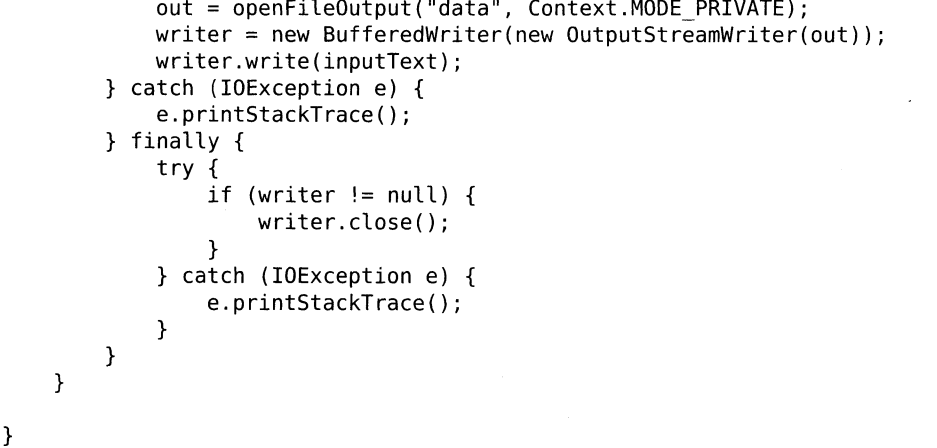 out = openFileOutput("data", Context.MODE_PRIVATE);
            writer = new BufferedWriter(new OutputStreamWriter(out));
            writer.write(inputText);
        } catch (IOException e) {
            e.printStackTrace();
        } finally {
            try {
                if (writer != null) {
                    writer.close();
                }
            } catch (IOException e) {
                e.printStackTrace();
            }
        }
    }

}